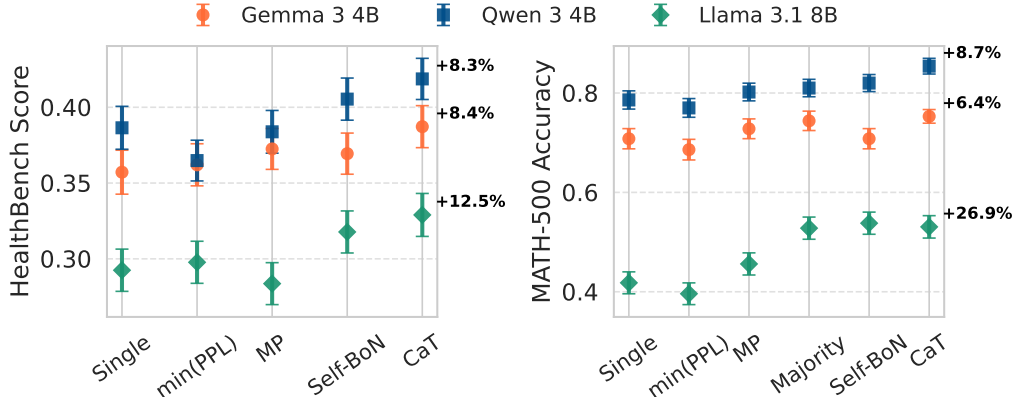 Gemma 3 4B Qwen 3 4B Llama 3.1 8B
HealthBench Score
0.40
0.35
0.30
+8.3%
+8.4%
+12.5%
Single min(PPL) MP Self-BoN CaT
MATH-500 Accuracy
0.8
0.6
0.4
+8.7%
+6.4%
+26.9%
Single min(PPL) MP Majority Self-BoN CaT